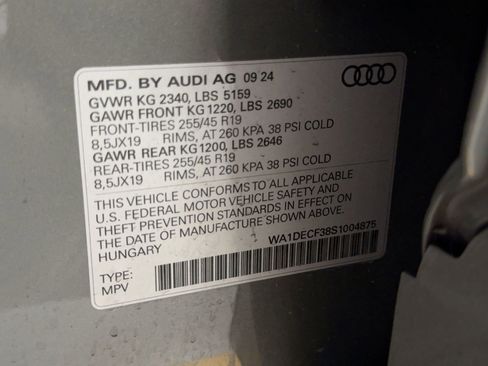 MFD. BY AUDI AG 09 24
GVWR KG 2340, LBS 5159
GAWR FRONT KG 1220, LBS 2690
FRONT-TIRES 255/45 R19
8,5JX19 RIMS, AT 260 KPA 38 PSI COLD
GAWR REAR KG1200, LBS 2646
REAR-TIRES 255/45 R19
8,5JX19 RIMS, AT 260 KPA 38 PSI COLD
THIS VEHICLE CONFORMS TO ALL APPLICABLE
U.S. FEDERAL MOTOR VEHICLE SAFETY AND
THEFT PREVENTION STANDARDS IN EFFECT ON
THE DATE OF MANUFACTURE SHOWN ABOVE
HUNGARY
WA1DECF38S1004875
TYPE:
MPV